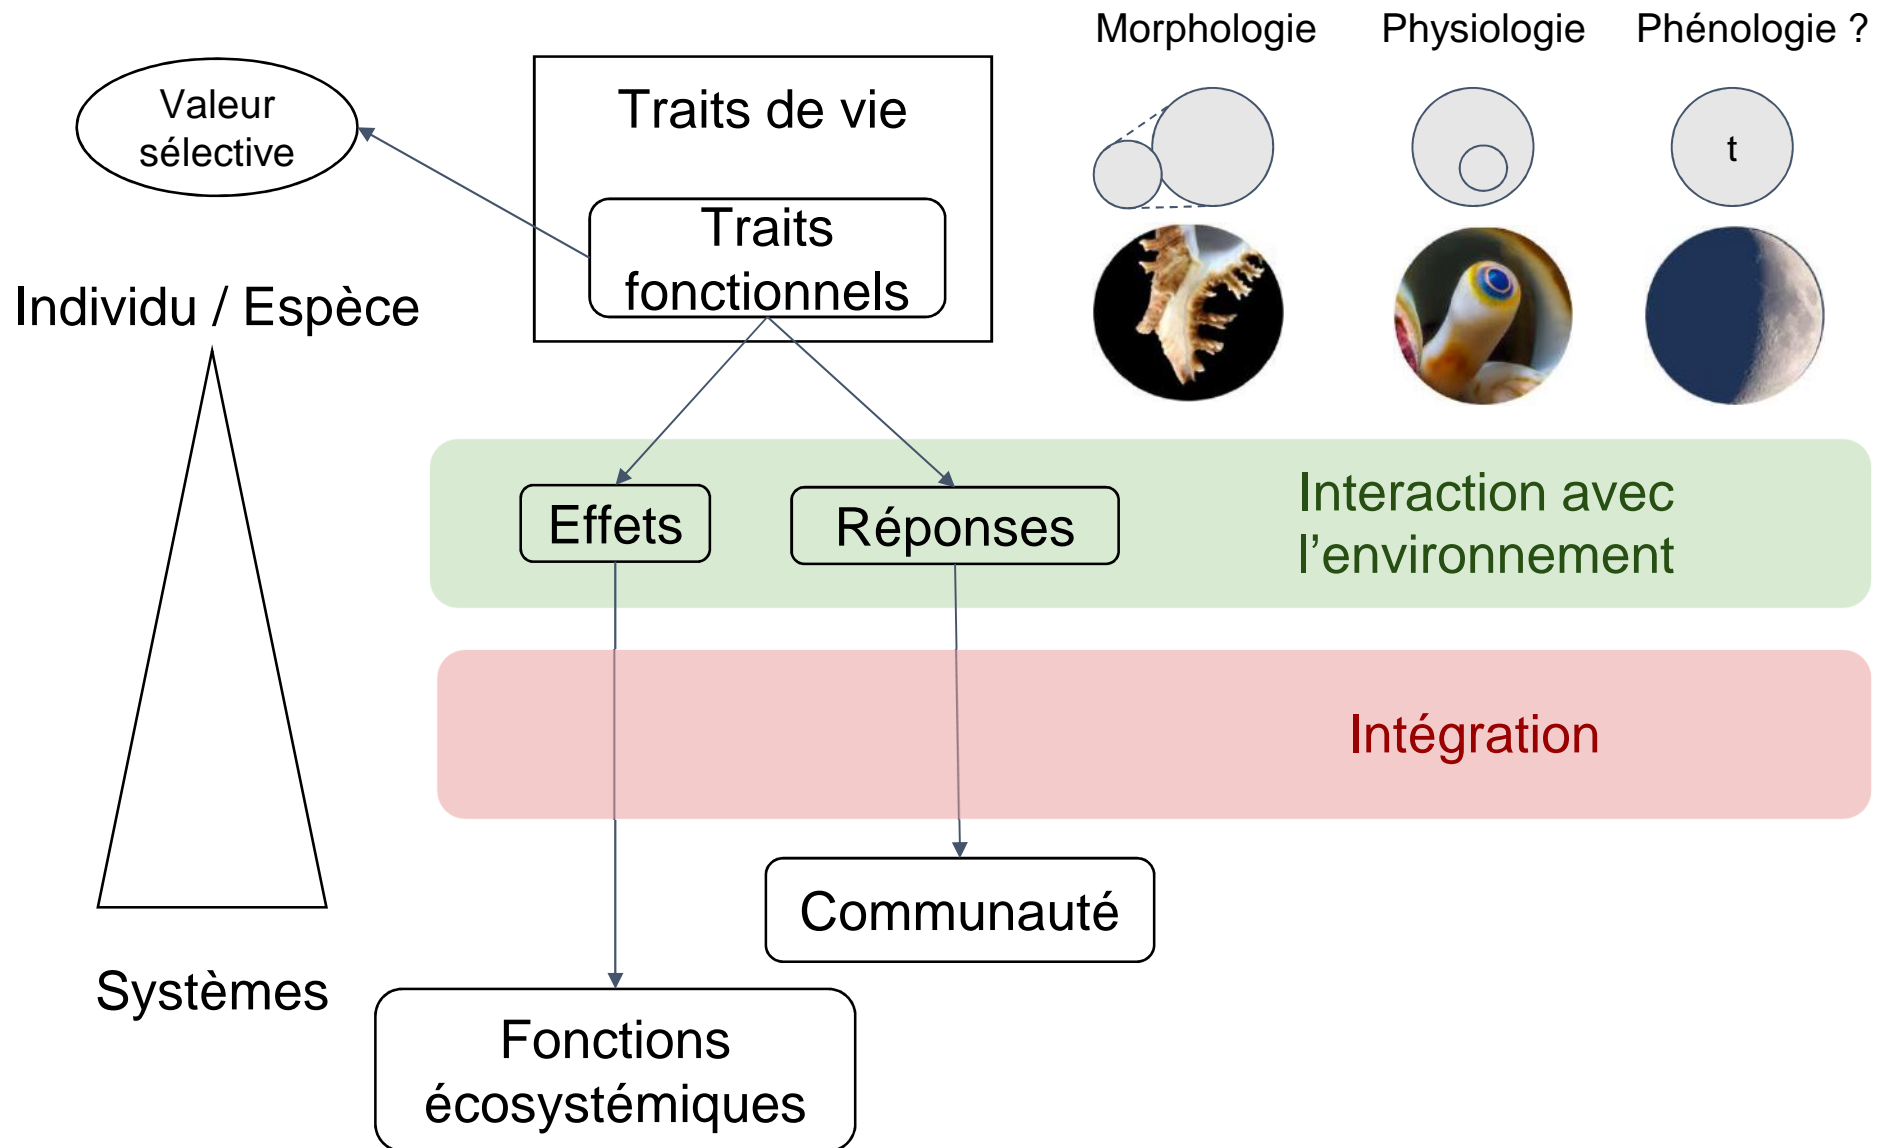 Morphologie
Physiologie
Phénologie ?
Valeur
sélective
Traits de vie
t
Traits
fonctionnels
Individu / Espèce
Effets
Réponses
Interaction avec
l'environnement
Intégration
Communauté
Systèmes
Fonctions
écosystémiques